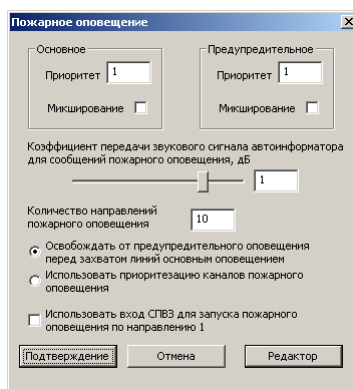 Пожарное оповещение
Основное
Приоритет 1
Микширование
Предупредительное
Приоритет 1
Микширование
Коэффициент передачи звукового сигнала автоинформатора
для сообщений пожарного оповещения, дБ
1
Количество направлений
пожарного оповещения
10
Освобождать от предупредительного оповещения
перед захватом линий основным оповещением
Использовать приоритезацию каналов пожарного
оповещения
Использовать вход СПВЗ для запуска пожарного
оповещения по направлению 1
Подтверждение Отмена Редактор